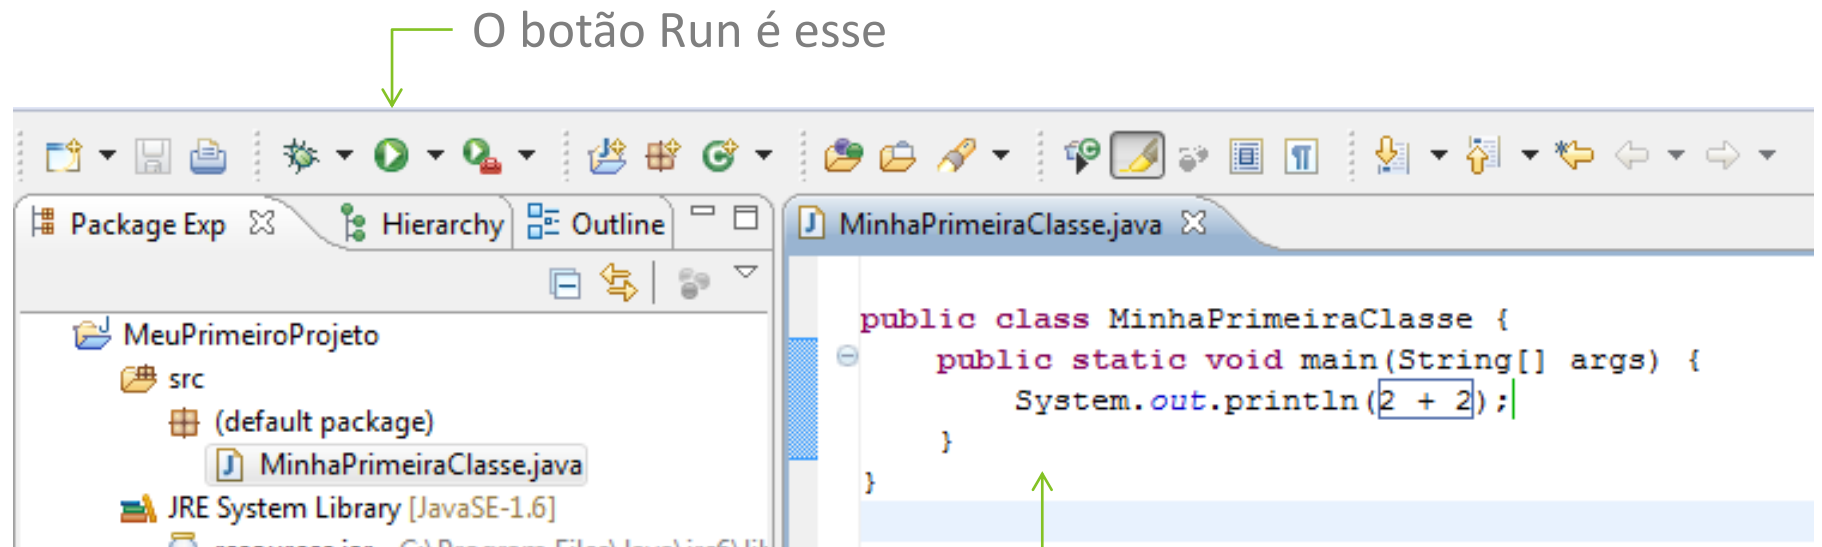 O botão Run é esse
Package Exp
Hierarchy
Outline
MinhaPrimeiraClasse.java
MeuPrimeiroProjeto
src
(default package)
MinhaPrimeiraClasse.java
JRE System Library [JavaSE-1.6]
public class MinhaPrimeiraClasse {
public static void main(String[] args) {
System.out.println(2 + 2);
}
}